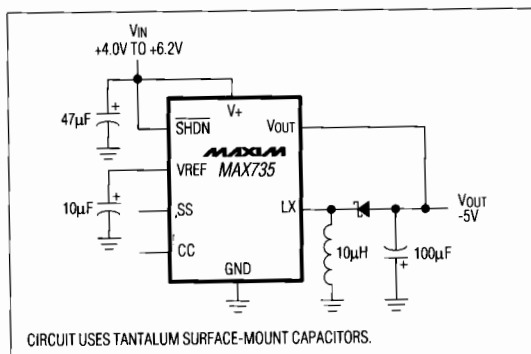 VIN
+4.0V TO +6.2V
47µF
+
V+
SHDN
VOUT
MAXIM
MAX735
VREF
10µF
+
SS
LX
CC
GND
10µH
100µF
+
VOUT
-5V
CIRCUIT USES TANTALUM SURFACE-MOUNT CAPACITORS.